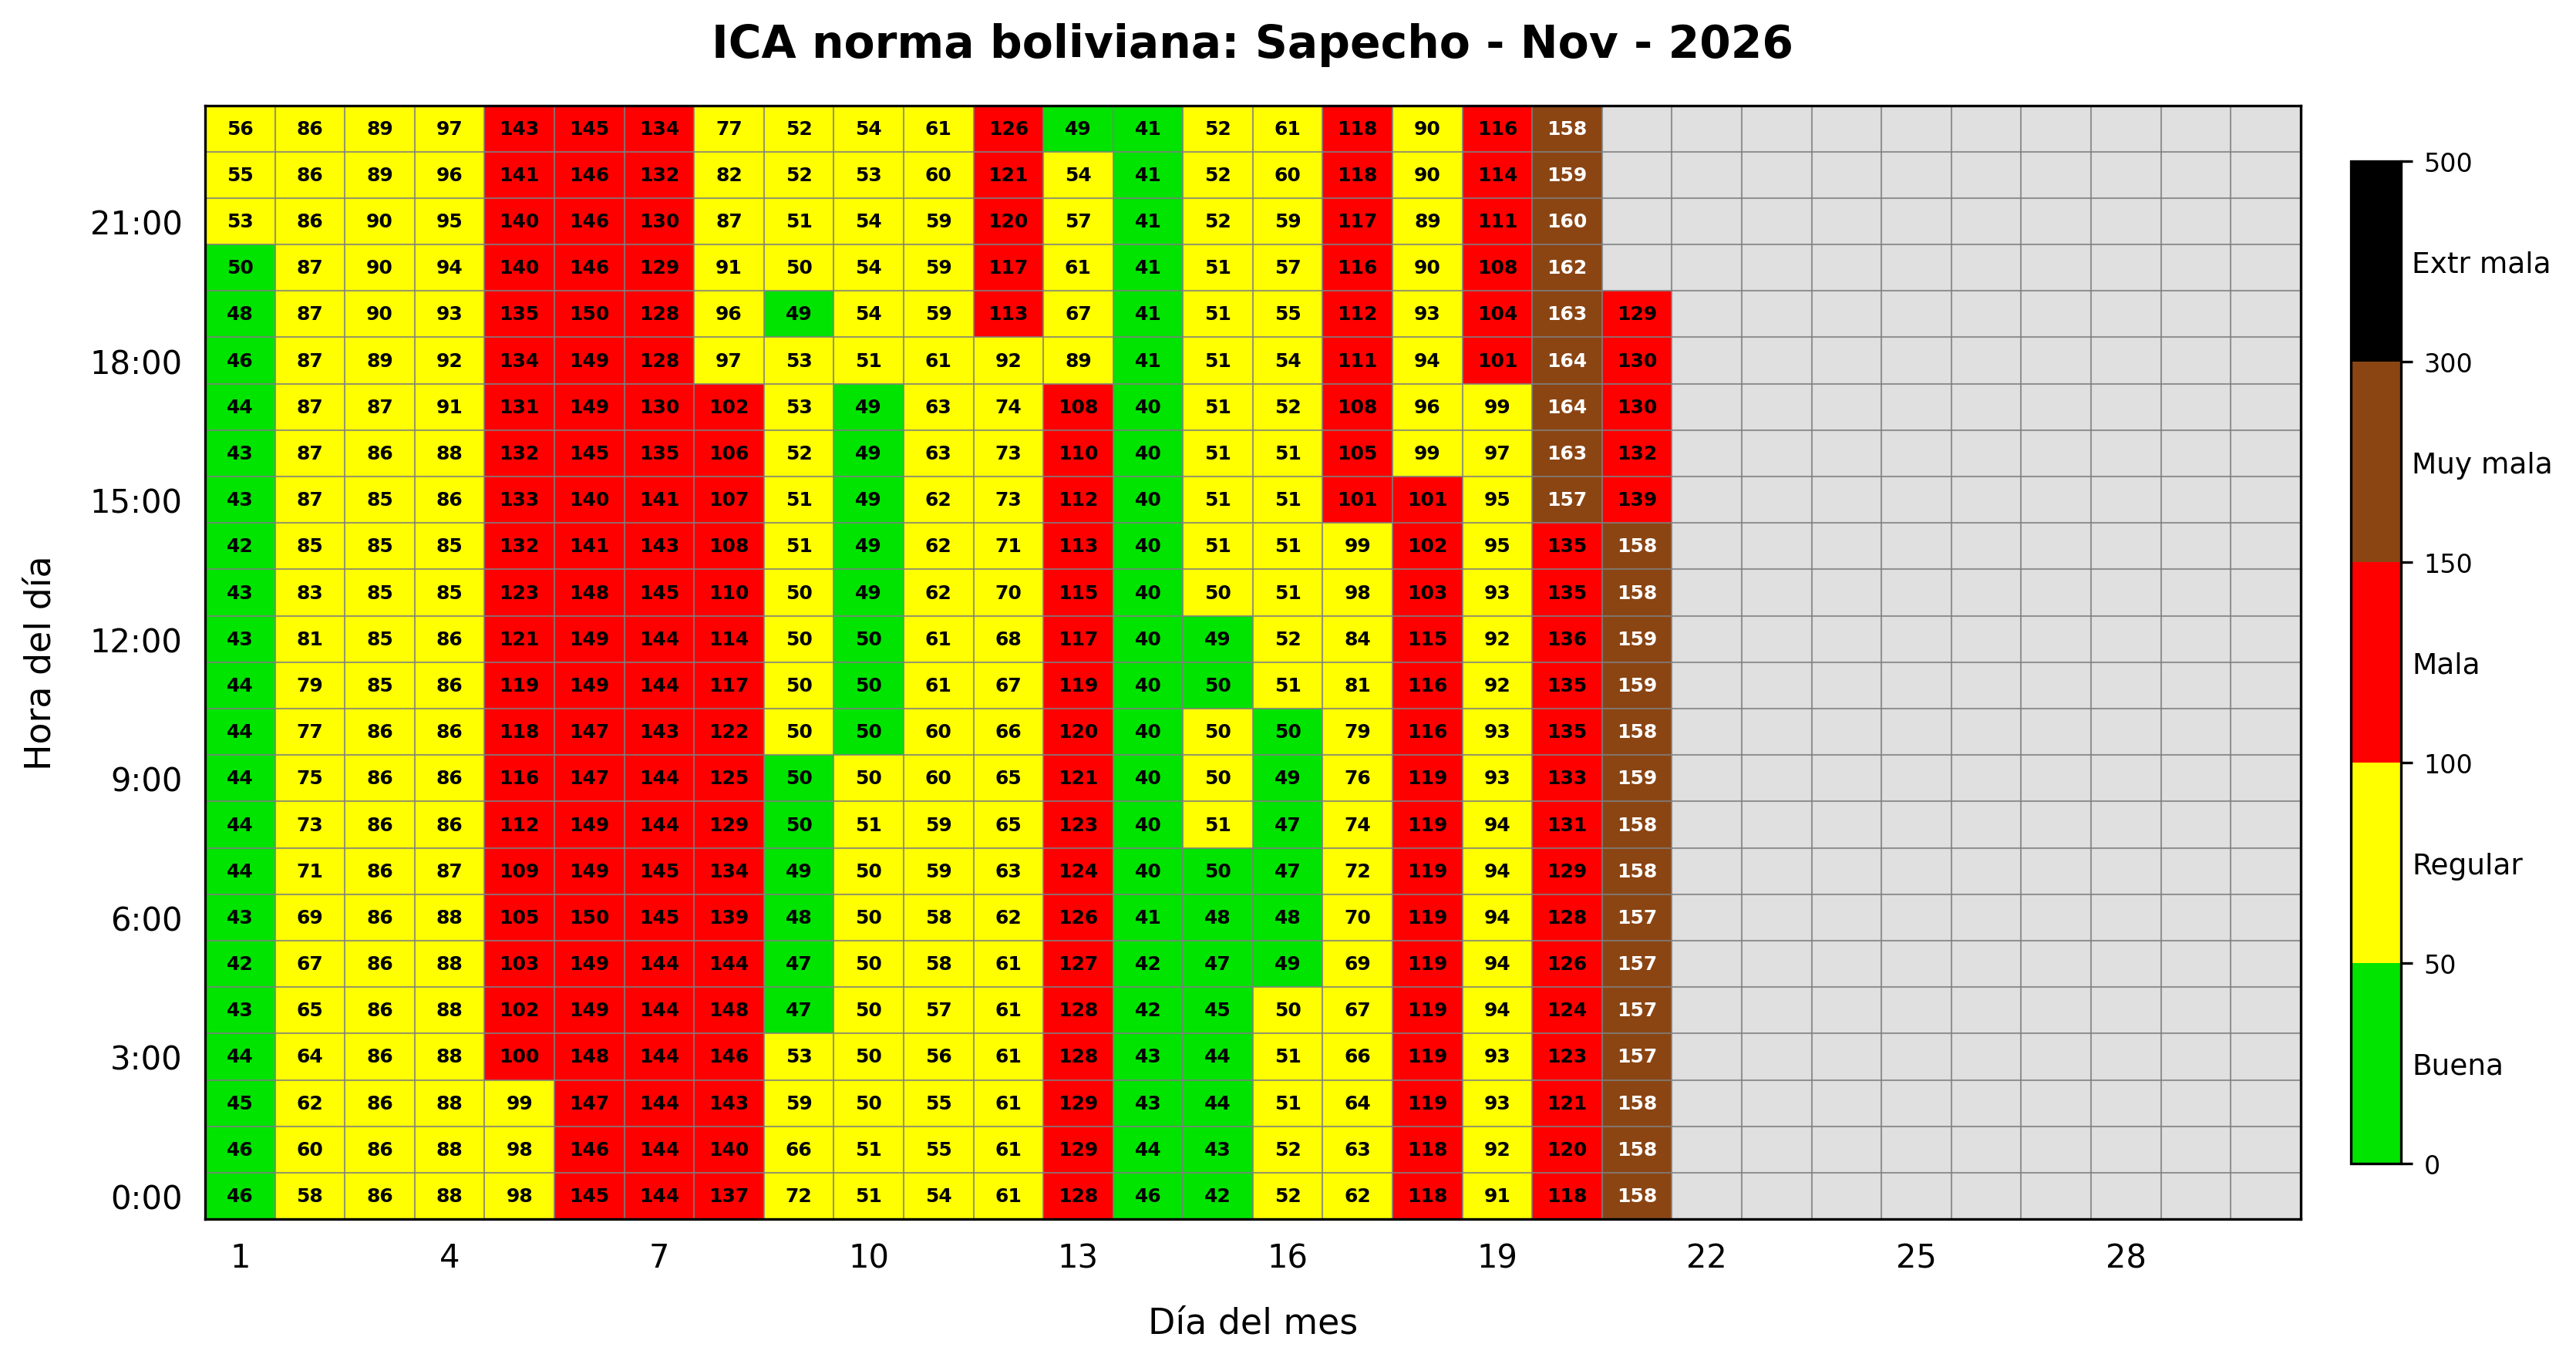 ICA norma boliviana: Sapecho - Nov - 2026
56 86 89 97 143 145 134 77 52 54 61 126 49 41 52 61 118 90 116 158
55 86 89 96 141 146 132 82 52 53 60 121 54 41 52 60 118 90 114 159
21:00 53 86 90 95 140 146 130 87 51 54 59 120 57 41 52 59 117 89 111 160
50 87 90 94 140 146 129 91 50 54 59 117 61 41 51 57 116 90 108 162
48 87 90 93 135 150 128 96 49 54 59 113 67 41 51 55 112 93 104 163 129
18:00 46 87 89 92 134 149 128 97 53 51 61 92 89 41 51 54 111 94 101 164 130
44 87 87 91 131 149 130 102 53 49 63 74 108 40 51 52 108 96 99 164 130
43 87 86 88 132 145 135 106 52 49 63 73 110 40 51 51 105 99 97 163 132
15:00 43 87 85 86 133 140 141 107 51 49 62 73 112 40 51 51 101 101 95 157 139
42 85 85 85 132 141 143 108 51 49 62 71 113 40 51 51 99 102 95 135 158
43 83 85 85 123 148 145 110 50 49 62 70 115 40 50 51 98 103 93 135 158
12:00 43 81 85 86 121 149 144 114 50 50 61 68 117 40 49 52 84 115 92 136 159
44 79 85 86 119 149 144 117 50 50 61 67 119 40 50 51 81 116 92 135 159
44 77 86 86 118 147 143 122 50 50 60 66 120 40 50 50 79 116 93 135 158
9:00 44 75 86 86 116 147 144 125 50 50 60 65 121 40 50 49 76 119 93 133 159
44 73 86 86 112 149 144 129 50 51 59 65 123 40 51 47 74 119 94 131 158
44 71 86 87 109 149 145 134 49 50 59 63 124 40 50 47 72 119 94 129 158
6:00 43 69 86 88 105 150 145 139 48 50 58 62 126 41 48 48 70 119 94 128 157
42 67 86 88 103 149 144 144 47 50 58 61 127 42 47 49 69 119 94 126 157
43 65 86 88 102 149 144 148 47 50 57 61 128 42 45 50 67 119 94 124 157
3:00 44 64 86 88 100 148 144 146 53 50 56 61 128 43 44 51 66 119 93 123 157
45 62 86 88 99 147 144 143 59 50 55 61 129 43 44 51 64 119 93 121 158
46 60 86 88 98 146 144 140 66 51 55 61 129 44 43 52 63 118 92 120 158
0:00 46 58 86 88 98 145 144 137 72 51 54 61 128 46 42 52 62 118 91 118 158
1 4 7 10 13 16 19 22 25 28
Día del mes
Hora del día
500
Extr mala
300
Muy mala
150
Mala
100
Regular
50
Buena
0